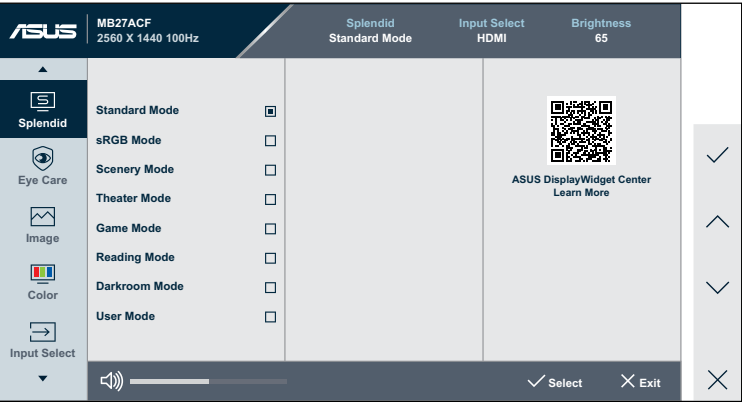 ASUS
MB27ACF
2560 X 1440 100Hz
Splendid
Standard Mode
Input Select
HDMI
Brightness
65
Splendid
Eye Care
Image
Color
Input Select
Standard Mode
sRGB Mode
Scenery Mode
Theater Mode
Game Mode
Reading Mode
Darkroom Mode
User Mode
ASUS DisplayWidget Center
Learn More
Select
Exit